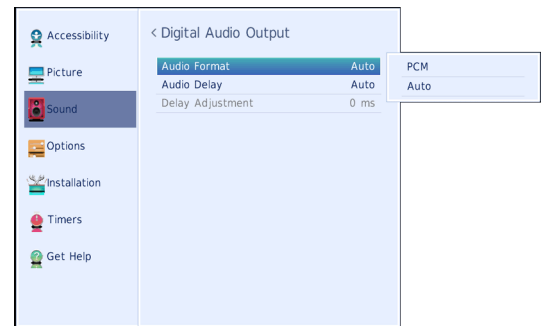 Accessibility
Picture
Sound
Options
Installation
Timers
Get Help
< Digital Audio Output
Audio Format Auto
Audio Delay Auto
Delay Adjustment 0 ms
PCM
Auto